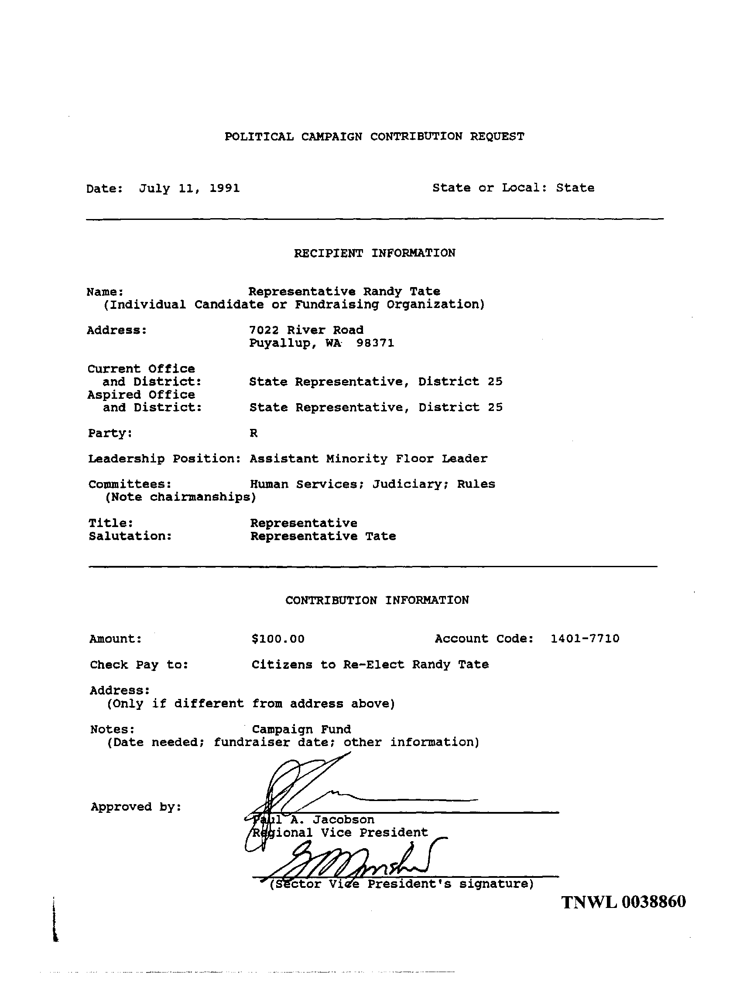 POLITICAL CAMPAIGN CONTRIBUTION REQUEST
Date: July 11, 1991 State or Local: State
RECIPIENT INFORMATION
Name: Representative Randy Tate
(Individual Candidate or Fundraising Organization)
Address: 7022 River Road
Puyallup, WA 98371
Current Office
and District: State Representative, District 25
Aspired Office
and District: State Representative, District 25
Party: R
Leadership Position: Assistant Minority Floor Leader
Committees: Human Services; Judiciary; Rules
(Note chairmanships)
Title: Representative
Salutation: Representative Tate
CONTRIBUTION INFORMATION
Amount: $100.00 Account Code: 1401-7710
Check Pay to: Citizens to Re-Elect Randy Tate
Address:
(Only if different from address above)
Notes: Campaign Fund
(Date needed; fundraiser date; other information)
Approved by:
Paul A. Jacobson
Regional Vice President
(Sector Vice President's signature)
TNWL 0038860